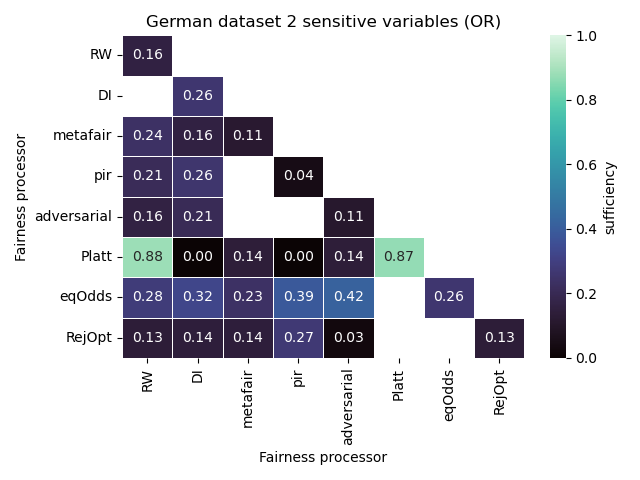 German dataset 2 sensitive variables (OR)
RW 0.16
DI 0.26
metafair 0.24 0.16 0.11
pir 0.21 0.26 0.04
adversarial 0.16 0.21 0.11
Platt 0.88 0.00 0.14 0.00 0.14 0.87
eqOdds 0.28 0.32 0.23 0.39 0.42 0.26
RejOpt 0.13 0.14 0.14 0.27 0.03 0.13
RW DI metafair pir adversarial Platt eqOdds RejOpt
Fairness processor
Fairness processor
1.0
0.8
0.6
0.4
0.2
0.0
sufficiency